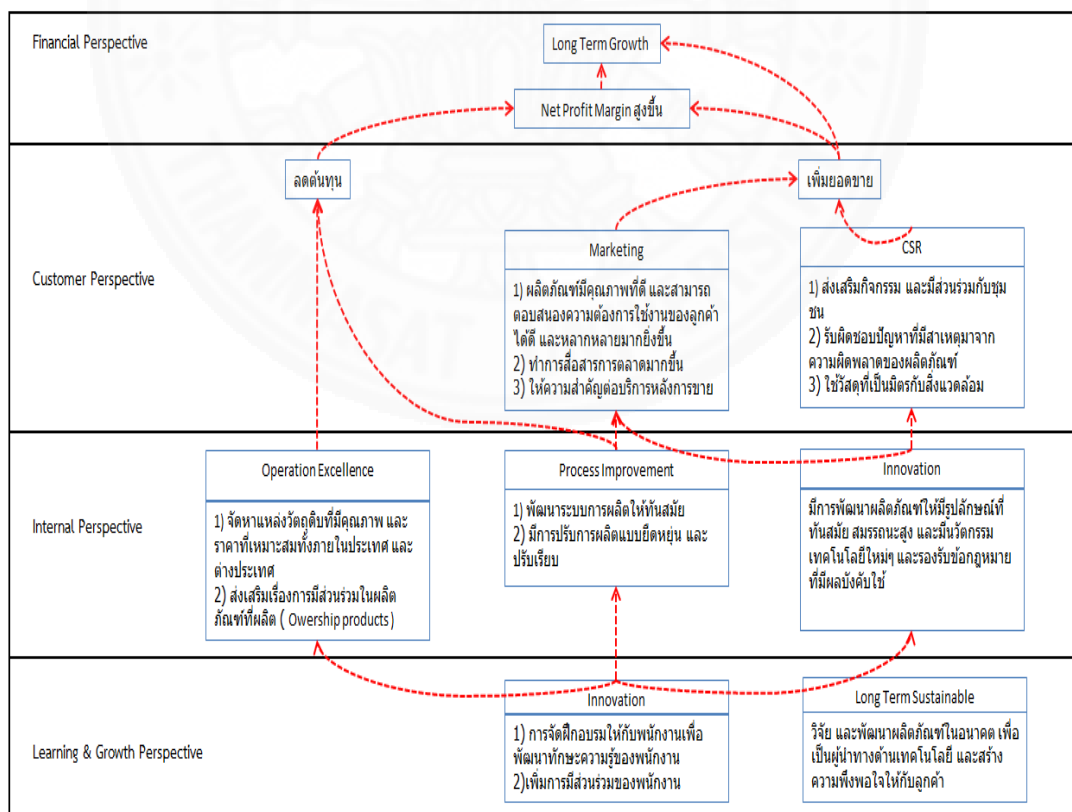 Financial Perspective
Long Term Growth
Net Profit Margin สูงขึ้น
ลดต้นทุน
เพิ่มยอดขาย
Customer Perspective
Marketing
1) ผลิตภัณฑ์มีคุณภาพที่ดี และสามารถ
ตอบสนองความต้องการใช้งานของลูกค้า
ได้ดี และหลากหลายมากยิ่งขึ้น
2) ทำการสื่อสารการตลาดมากขึ้น
3) ให้ความสำคัญต่อบริการหลังการขาย
CSR
1) ส่งเสริมกิจกรรม และมีส่วนร่วมกับชุม
ชน
2) รับผิดชอบปัญหาที่มีสาเหตุมาจาก
ความผิดพลาดของผลิตภัณฑ์
3) ใช้วัสดุที่เป็นมิตรกับสิ่งแวดล้อม
Internal Perspective
Operation Excellence
1) จัดหาแหล่งวัตถุดิบที่มีคุณภาพ และ
ราคาที่เหมาะสมทั้งภายในประเทศ และ
ต่างประเทศ
2) ส่งเสริมเรื่องการมีส่วนร่วมในผลิต
ภัณฑ์ที่ผลิต ( Owership products )
Process Improvement
1) พัฒนาระบบการผลิตให้ทันสมัย
2) มีการปรับการผลิตแบบยืดหยุ่น และ
ปรับเรียบ
Innovation
มีการพัฒนาผลิตภัณฑ์ให้มีรูปลักษณ์ที่
ทันสมัย สมรรถนะสูง และมีนวัตกรรม
เทคโนโลยีใหม่ๆ และรองรับข้อกฎหมาย
ที่มีผลบังคับใช้
Learning & Growth Perspective
Innovation
1) การจัดฝึกอบรมให้กับพนักงานเพื่อ
พัฒนาทักษะความรู้ของพนักงาน
2)เพิ่มการมีส่วนร่วมของพนักงาน
Long Term Sustainable
วิจัย และพัฒนาผลิตภัณฑ์ในอนาคต เพื่อ
เป็นผู้นำทางด้านเทคโนโลยี และสร้าง
ความพึงพอใจให้กับลูกค้า